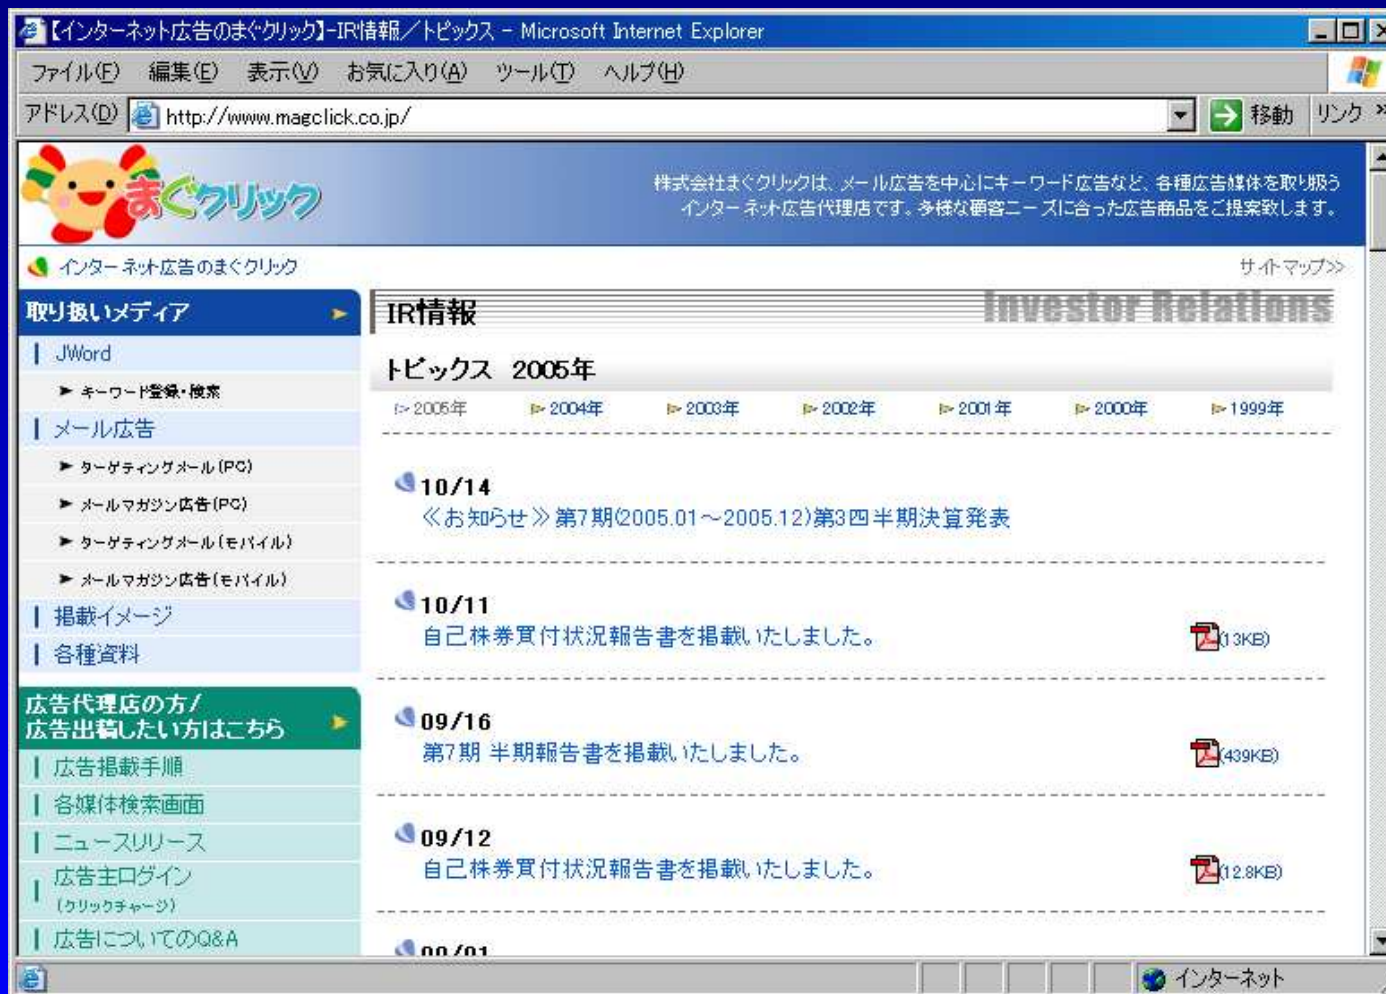 【インターネット広告のまぐクリック】-IR情報／トピックス - Microsoft Internet Explorer
ファイル(F) 編集(E) 表示(V) お気に入り(A) ツール(T) ヘルプ(H)
アドレス(D) http://www.magclick.co.jp/ 移動 リンク »
まぐクリック
株式会社まぐクリックは、メール広告を中心にキーワード広告など、各種広告媒体を取り扱う
インターネット広告代理店です。多様な顧客ニーズに合った広告商品をご提案致します。
インターネット広告のまぐクリック
サイトマップ>>
取り扱いメディア
JWord
キーワード登録・検索
メール広告
ターゲティングメール(PC)
メールマガジン広告(PC)
ターゲティングメール(モバイル)
メールマガジン広告(モバイル)
掲載イメージ
各種資料
広告代理店の方/
広告出稿したい方はこちら
広告掲載手順
各媒体検索画面
ニュースリリース
広告主ログイン
(クリックチャージ)
広告についてのQ&A
IR情報 Investor Relations
トピックス 2005年
2005年 2004年 2003年 2002年 2001年 2000年 1999年
10/14
≪お知らせ≫第7期(2005.01～2005.12)第3四半期決算発表
10/11
自己株券買付状況報告書を掲載いたしました。 (13KB)
09/16
第7期 半期報告書を掲載いたしました。 (439KB)
09/12
自己株券買付状況報告書を掲載いたしました。 (12.8KB)
09/01
インターネット